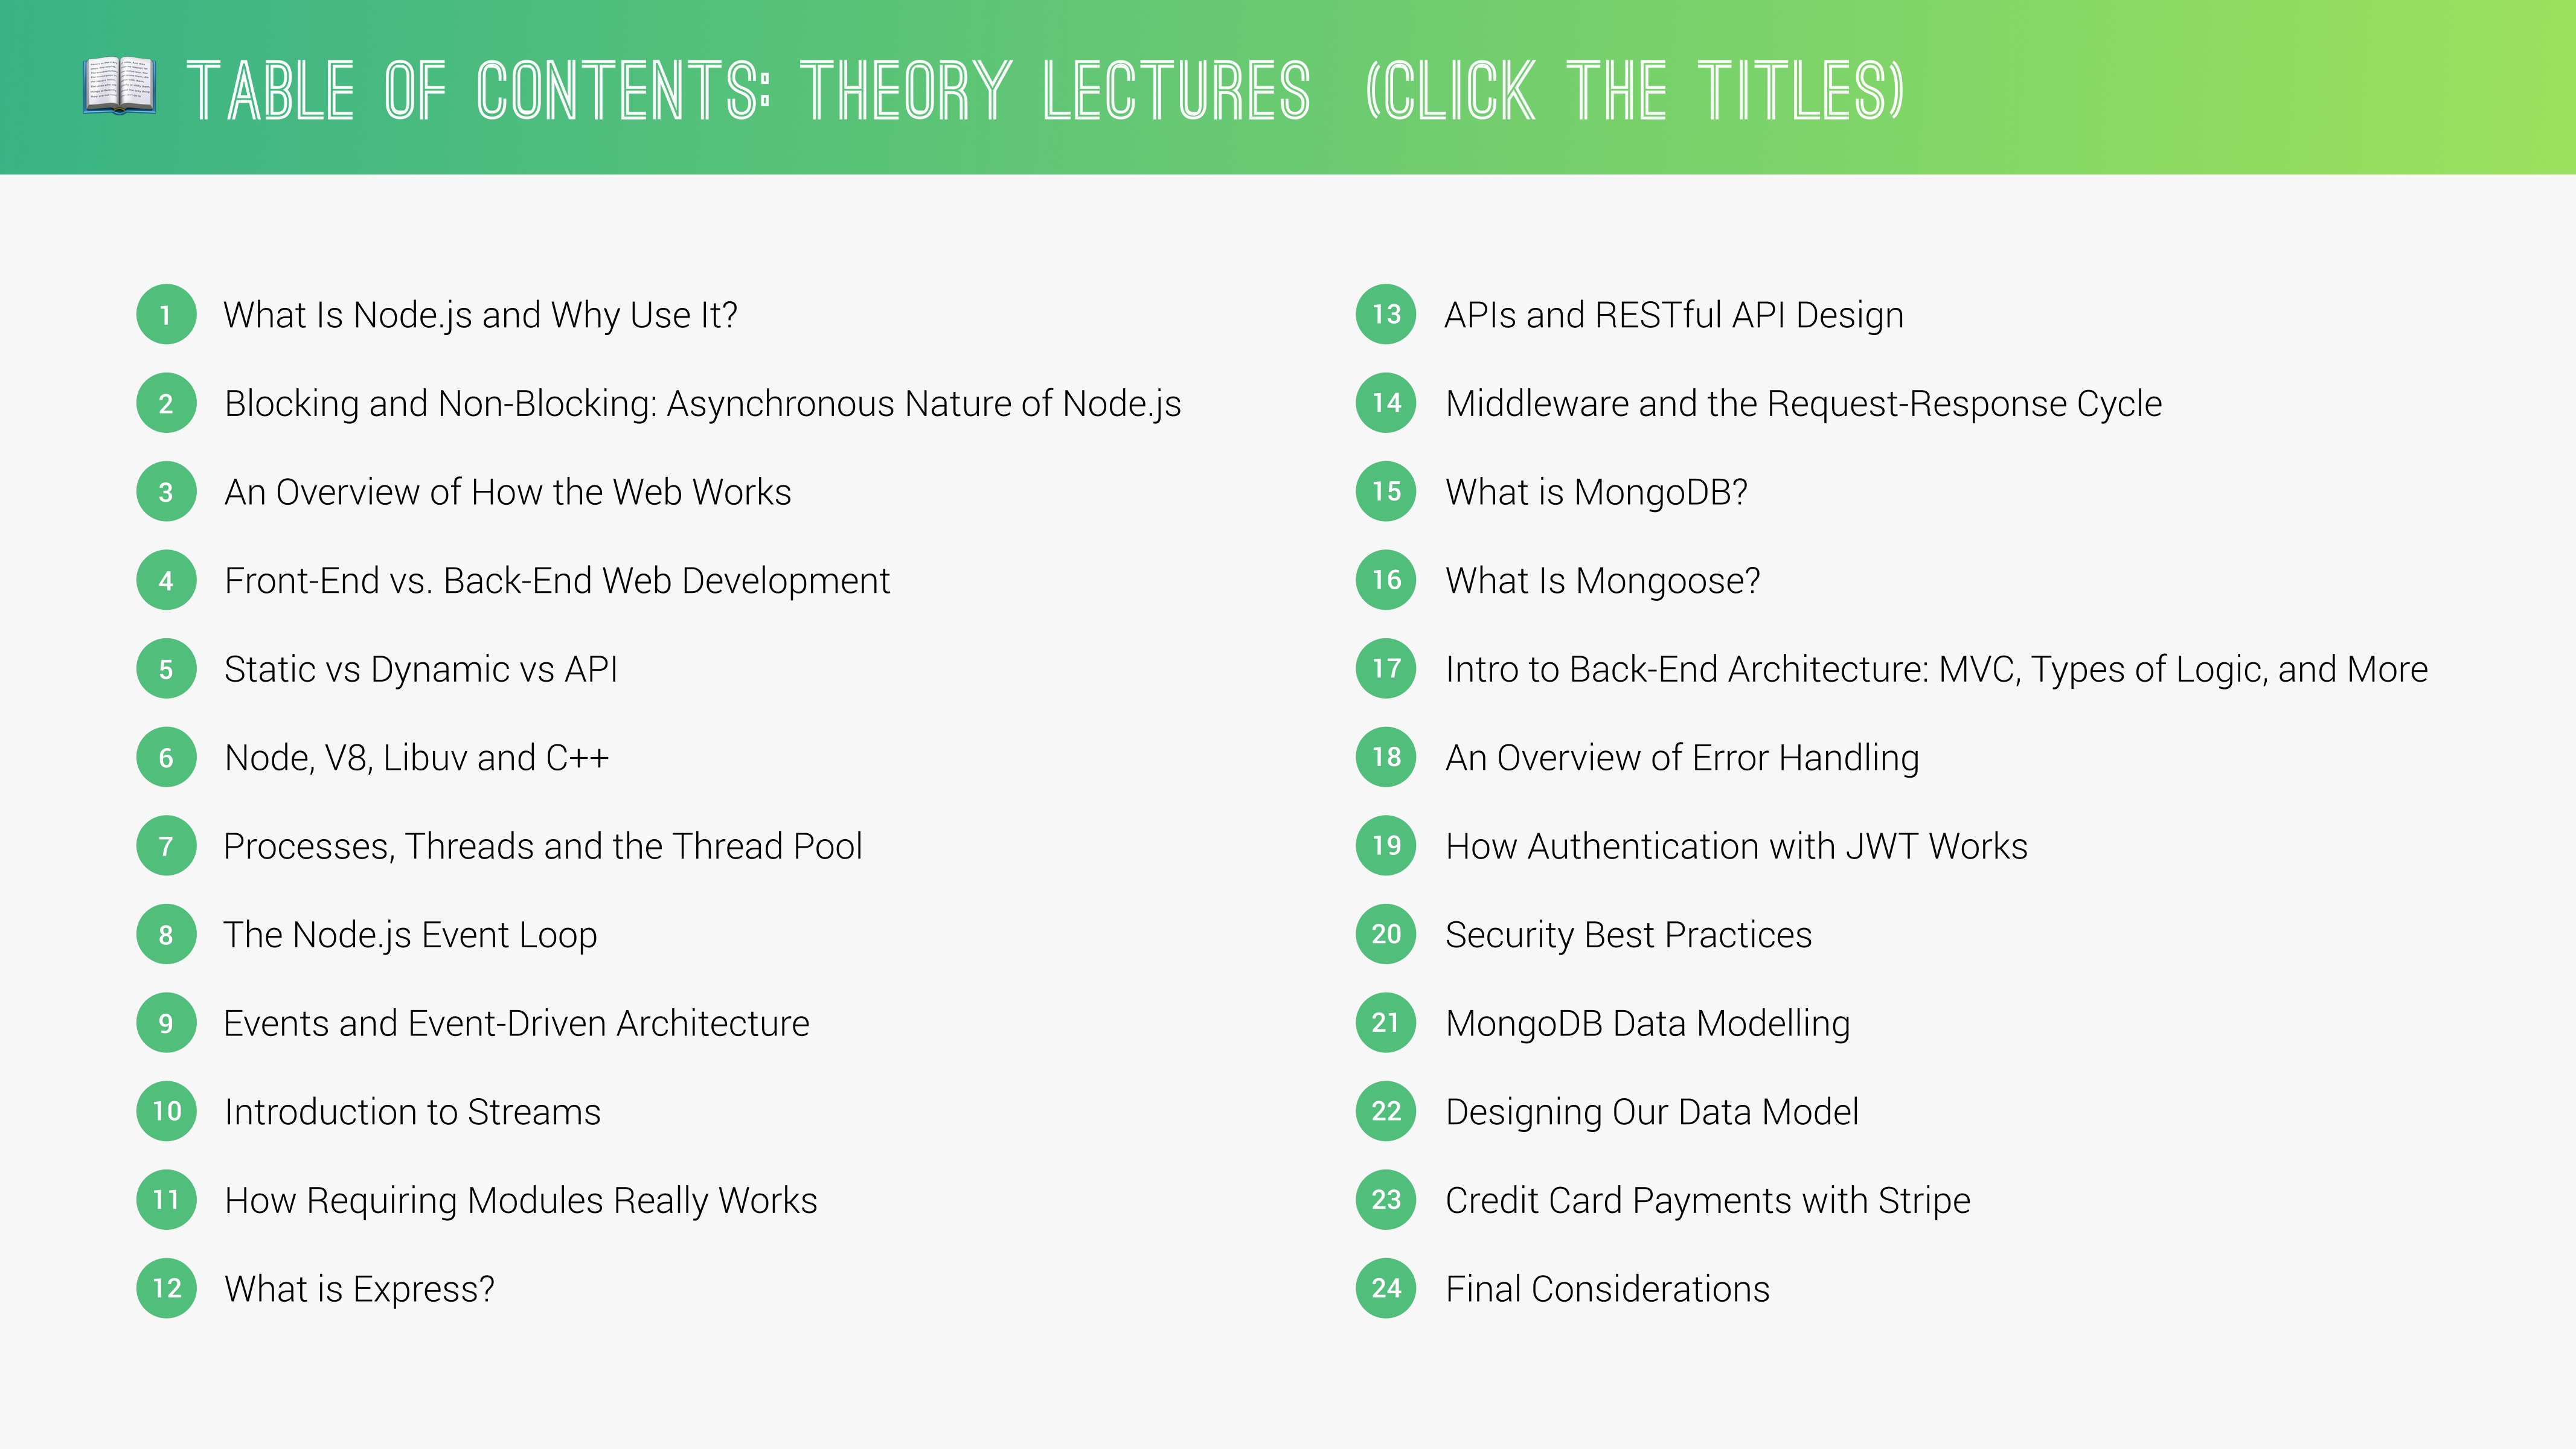 TABLE OF CONTENTS: THEORY LECTURES (CLICK THE TITLES)
1 What Is Node.js and Why Use It?
2 Blocking and Non-Blocking: Asynchronous Nature of Node.js
3 An Overview of How the Web Works
4 Front-End vs. Back-End Web Development
5 Static vs Dynamic vs API
6 Node, V8, Libuv and C++
7 Processes, Threads and the Thread Pool
8 The Node.js Event Loop
9 Events and Event-Driven Architecture
10 Introduction to Streams
11 How Requiring Modules Really Works
12 What is Express?
13 APIs and RESTful API Design
14 Middleware and the Request-Response Cycle
15 What is MongoDB?
16 What Is Mongoose?
17 Intro to Back-End Architecture: MVC, Types of Logic, and More
18 An Overview of Error Handling
19 How Authentication with JWT Works
20 Security Best Practices
21 MongoDB Data Modelling
22 Designing Our Data Model
23 Credit Card Payments with Stripe
24 Final Considerations